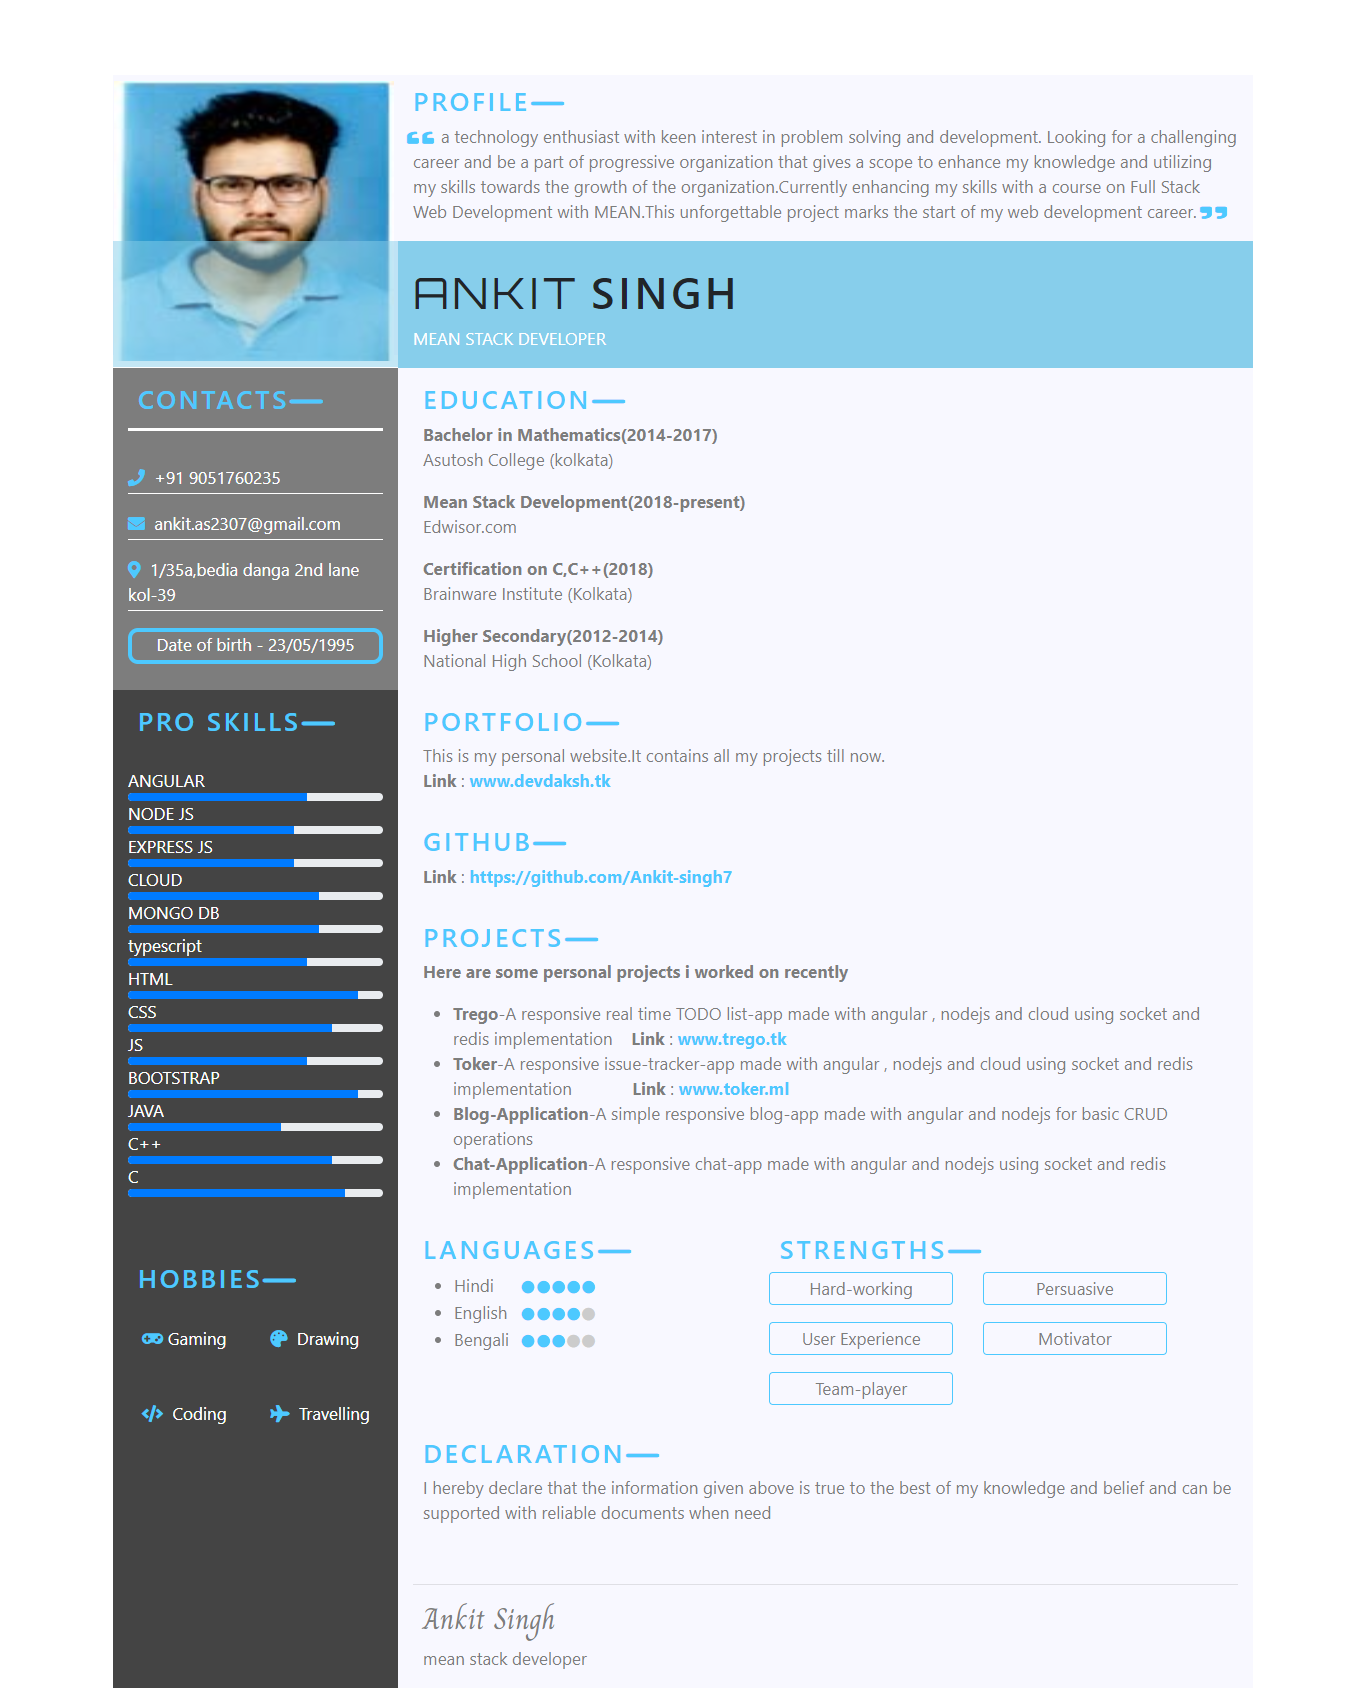 PROFILE
a technology enthusiast with keen interest in problem solving and development. Looking for a challenging
career and be a part of progressive organization that gives a scope to enhance my knowledge and utilizing
my skills towards the growth of the organization.Currently enhancing my skills with a course on Full Stack
Web Development with MEAN.This unforgettable project marks the start of my web development career.
ANKIT SINGH
MEAN STACK DEVELOPER
CONTACTS
+91 9051760235
ankit.as2307@gmail.com
1/35a,bedia danga 2nd lane
kol-39
Date of birth - 23/05/1995
PRO SKILLS
ANGULAR
NODE JS
EXPRESS JS
CLOUD
MONGO DB
typescript
HTML
CSS
JS
BOOTSTRAP
JAVA
C++
C
HOBBIES
Gaming
Drawing
Coding
Travelling
EDUCATION
Bachelor in Mathematics(2014-2017)
Asutosh College (kolkata)
Mean Stack Development(2018-present)
Edwisor.com
Certification on C,C++(2018)
Brainware Institute (Kolkata)
Higher Secondary(2012-2014)
National High School (Kolkata)
PORTFOLIO
This is my personal website.It contains all my projects till now.
Link : www.devdaksh.tk
GITHUB
Link : https://github.com/Ankit-singh7
PROJECTS
Here are some personal projects i worked on recently
Trego-A responsive real time TODO list-app made with angular , nodejs and cloud using socket and
redis implementation Link : www.trego.tk
Toker-A responsive issue-tracker-app made with angular , nodejs and cloud using socket and redis
implementation Link : www.toker.ml
Blog-Application-A simple responsive blog-app made with angular and nodejs for basic CRUD
operations
Chat-Application-A responsive chat-app made with angular and nodejs using socket and redis
implementation
LANGUAGES
Hindi
English
Bengali
STRENGTHS
Hard-working
Persuasive
User Experience
Motivator
Team-player
DECLARATION
I hereby declare that the information given above is true to the best of my knowledge and belief and can be
supported with reliable documents when need
Ankit Singh
mean stack developer